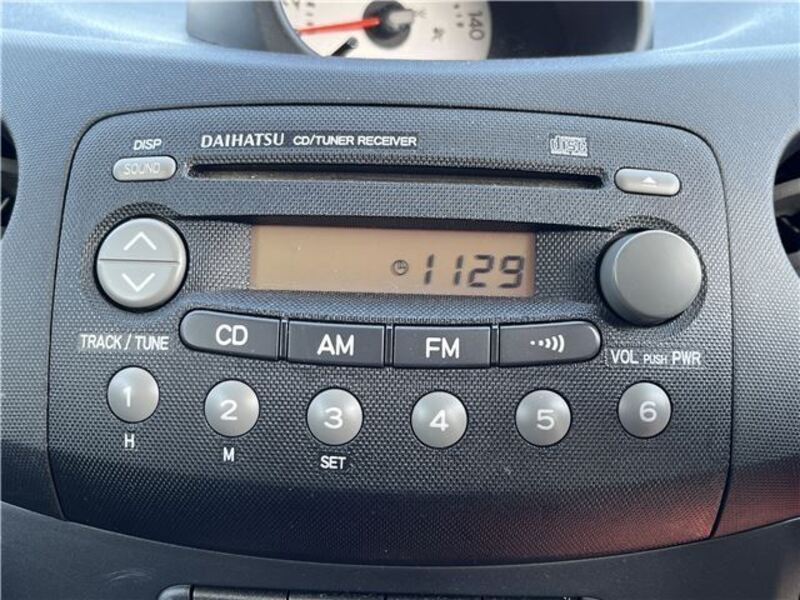 140
DISP
SOUND
DAIHATSU CD/TUNER RECEIVER
disc
1129
TRACK / TUNE
CD
AM
FM
VOL PUSH PWR
1
2
3
4
5
6
H
M
SET